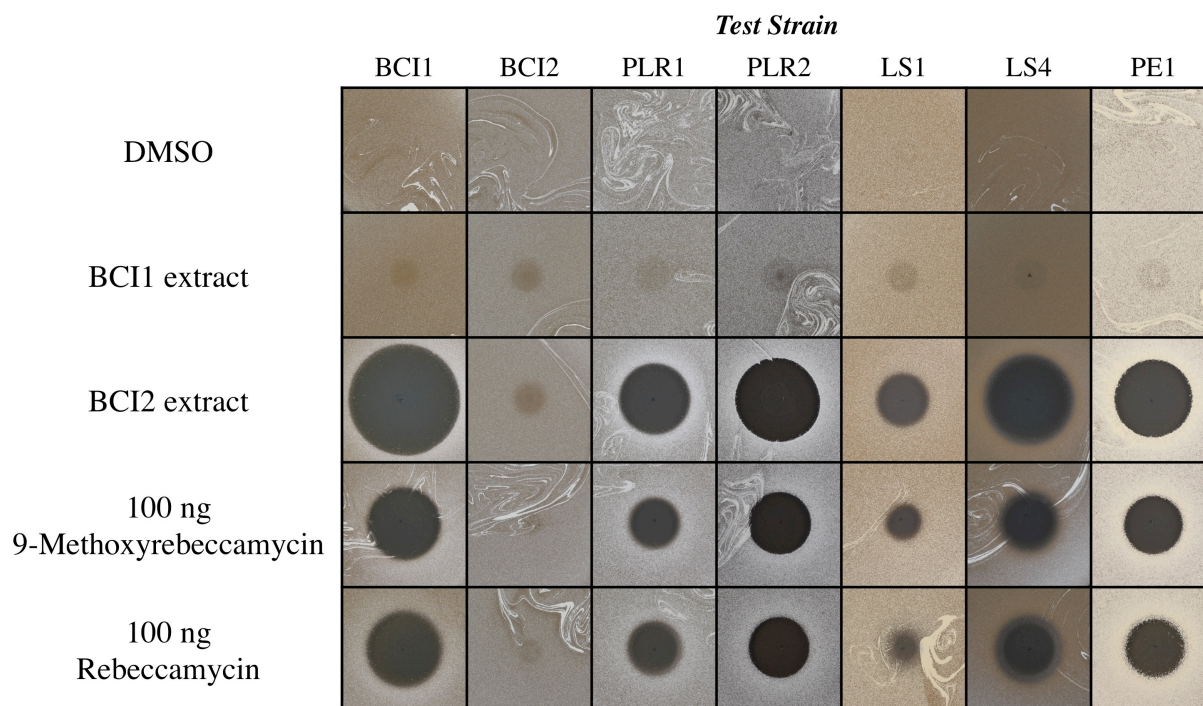 Test Strain
BCI1 BCI2 PLR1 PLR2 LS1 LS4 PE1
DMSO
BCI1 extract
BCI2 extract
100 ng
9-Methoxyrebeccamycin
100 ng
Rebeccamycin